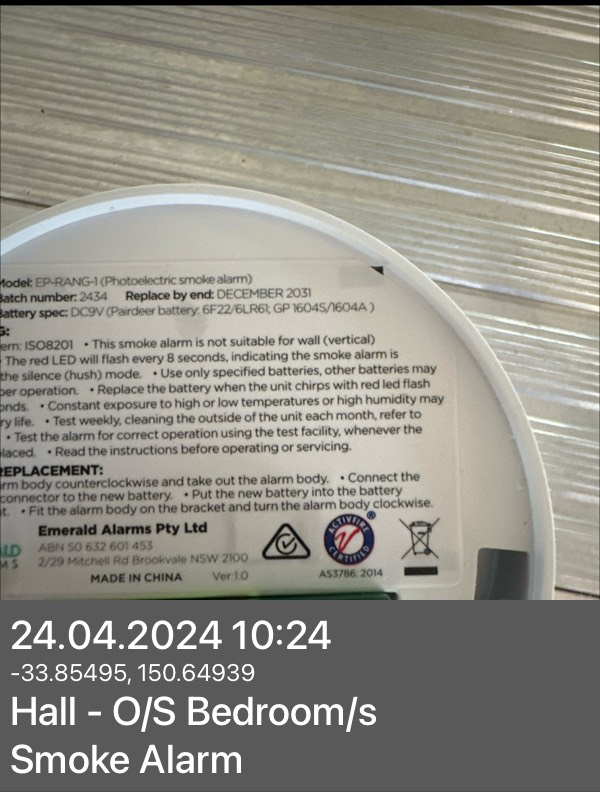 Model: EP-RANG-1 (Photoelectric smoke alarm)
Batch number: 2434 Replace by end: DECEMBER 2031
Battery spec: DC9V (Pairdeer battery: 6F22/6LR61; GP 1604S/1604A )
G:
ern: ISO8201 • This smoke alarm is not suitable for wall (vertical)
• The red LED will flash every 8 seconds, indicating the smoke alarm is
the silence (hush) mode. • Use only specified batteries, other batteries may
per operation. • Replace the battery when the unit chirps with red led flash
onds. • Constant exposure to high or low temperatures or high humidity may
ry life. • Test weekly, cleaning the outside of the unit each month, refer to
• Test the alarm for correct operation using the test facility, whenever the
laced. • Read the instructions before operating or servicing.
REPLACEMENT:
rm body counterclockwise and take out the alarm body. • Connect the
connector to the new battery. • Put the new battery into the battery
t. • Fit the alarm body on the bracket and turn the alarm body clockwise.
Emerald Alarms Pty Ltd
ABN 50 632 601 453
2/29 Mitchell Rd Brookvale NSW 2100
MADE IN CHINA Ver 1.0
ALD
MS
ACTIVFIRE
CERTIFIED
®
AS3786: 2014
24.04.2024 10:24
-33.85495, 150.64939
Hall - O/S Bedroom/s
Smoke Alarm